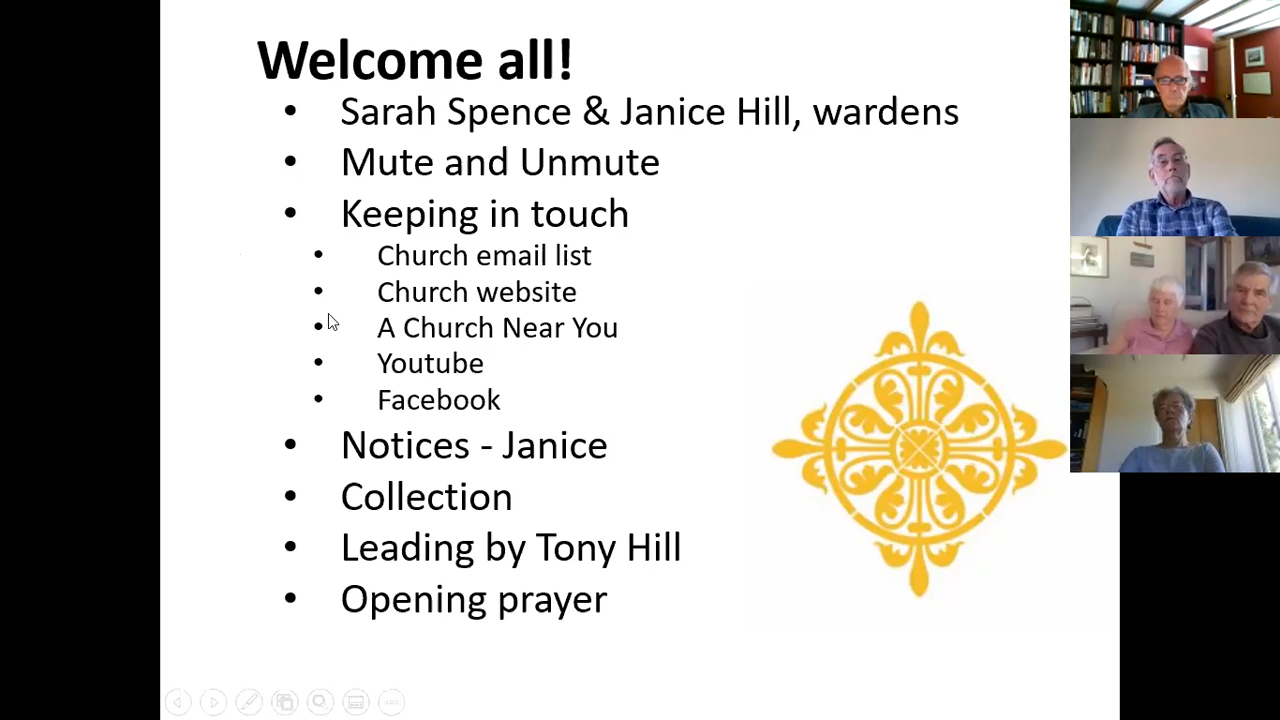 Welcome all!
• Sarah Spence & Janice Hill, wardens
• Mute and Unmute
• Keeping in touch
• Church email list
• Church website
• A Church Near You
• Youtube
• Facebook
• Notices - Janice
• Collection
• Leading by Tony Hill
• Opening prayer